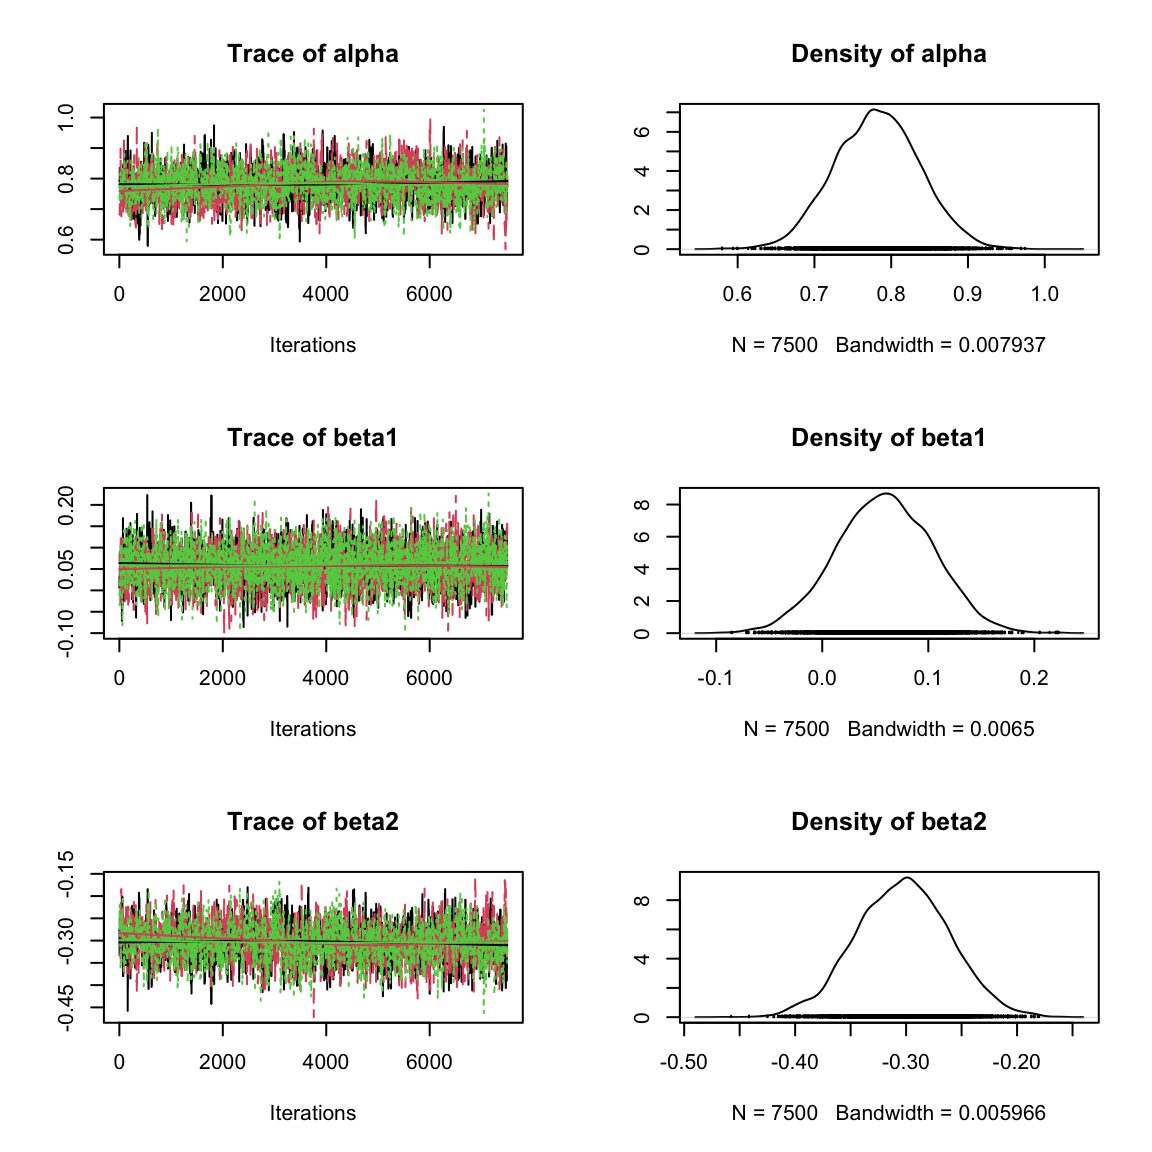 Trace of alpha
1.0
0.8
0.6
0 2000 4000 6000
Iterations
Density of alpha
6
4
2
0
0.6 0.7 0.8 0.9 1.0
N = 7500 Bandwidth = 0.007937
Trace of beta1
0.20
0.05
-0.10
0 2000 4000 6000
Iterations
Density of beta1
8
6
4
2
0
-0.1 0.0 0.1 0.2
N = 7500 Bandwidth = 0.0065
Trace of beta2
-0.15
-0.30
-0.45
0 2000 4000 6000
Iterations
Density of beta2
8
4
0
-0.50 -0.40 -0.30 -0.20
N = 7500 Bandwidth = 0.005966